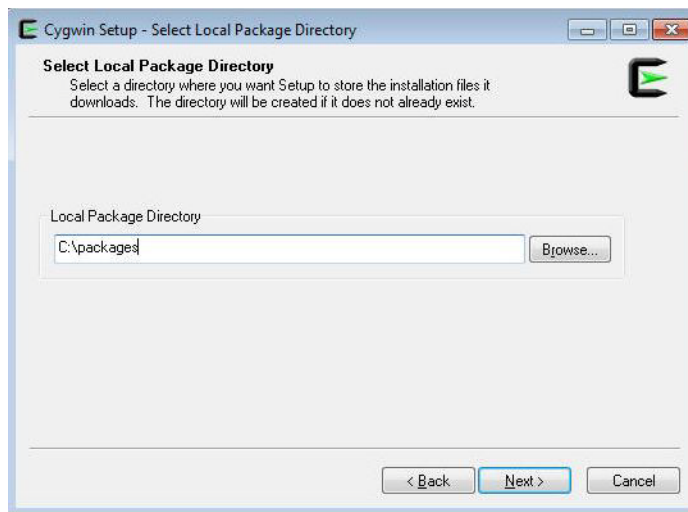 Cygwin Setup - Select Local Package Directory
Select Local Package Directory
Select a directory where you want Setup to store the installation files it
downloads. The directory will be created if it does not already exist.
Local Package Directory
C:\packages
Browse...
< Back
Next >
Cancel